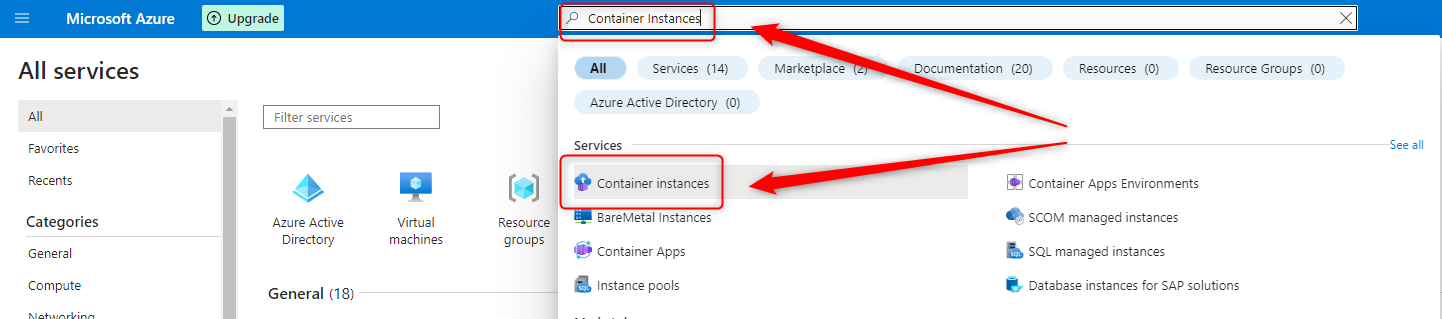 Microsoft Azure
Upgrade
Container Instances
All services
All
Favorites
Recents
Categories
General
Compute
Networking
Filter services
Azure Active
Directory
Virtual
machines
Resource
groups
General (18)
All
Services (14)
Marketplace (2)
Documentation (20)
Resources (0)
Resource Groups (0)
Azure Active Directory (0)
Services
See all
Container instances
Container Apps Environments
BareMetal Instances
SCOM managed instances
Container Apps
SQL managed instances
Instance pools
Database instances for SAP solutions